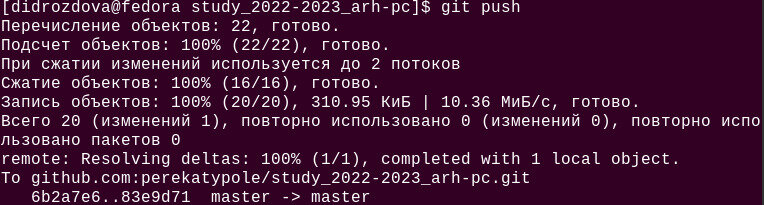 [didrozdova@fedora study_2022-2023_arh-pc]$ git push
Перечисление объектов: 22, готово.
Подсчет объектов: 100% (22/22), готово.
При сжатии изменений используется до 2 потоков
Сжатие объектов: 100% (16/16), готово.
Запись объектов: 100% (20/20), 310.95 КиБ | 10.36 МиБ/с, готово.
Всего 20 (изменений 1), повторно использовано 0 (изменений 0), повторно испо
льзовано пакетов 0
remote: Resolving deltas: 100% (1/1), completed with 1 local object.
To github.com:perekatypole/study_2022-2023_arh-pc.git
   6b2a7e6..83e9d71  master -> master